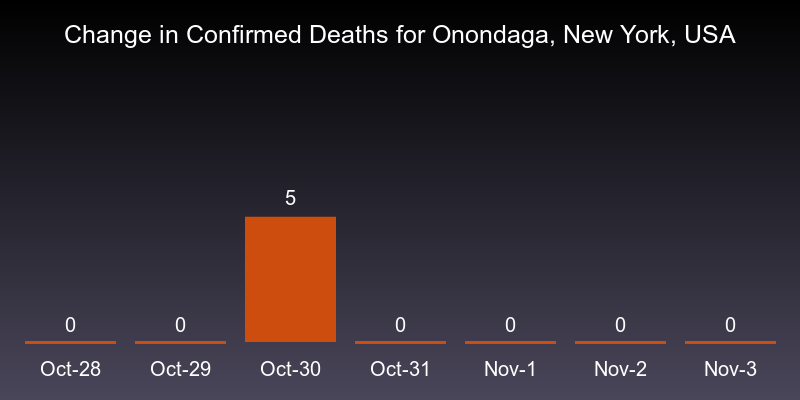 Change in Confirmed Deaths for Onondaga, New York, USA
5
0 0 0 0 0 0
Oct-28 Oct-29 Oct-30 Oct-31 Nov-1 Nov-2 Nov-3